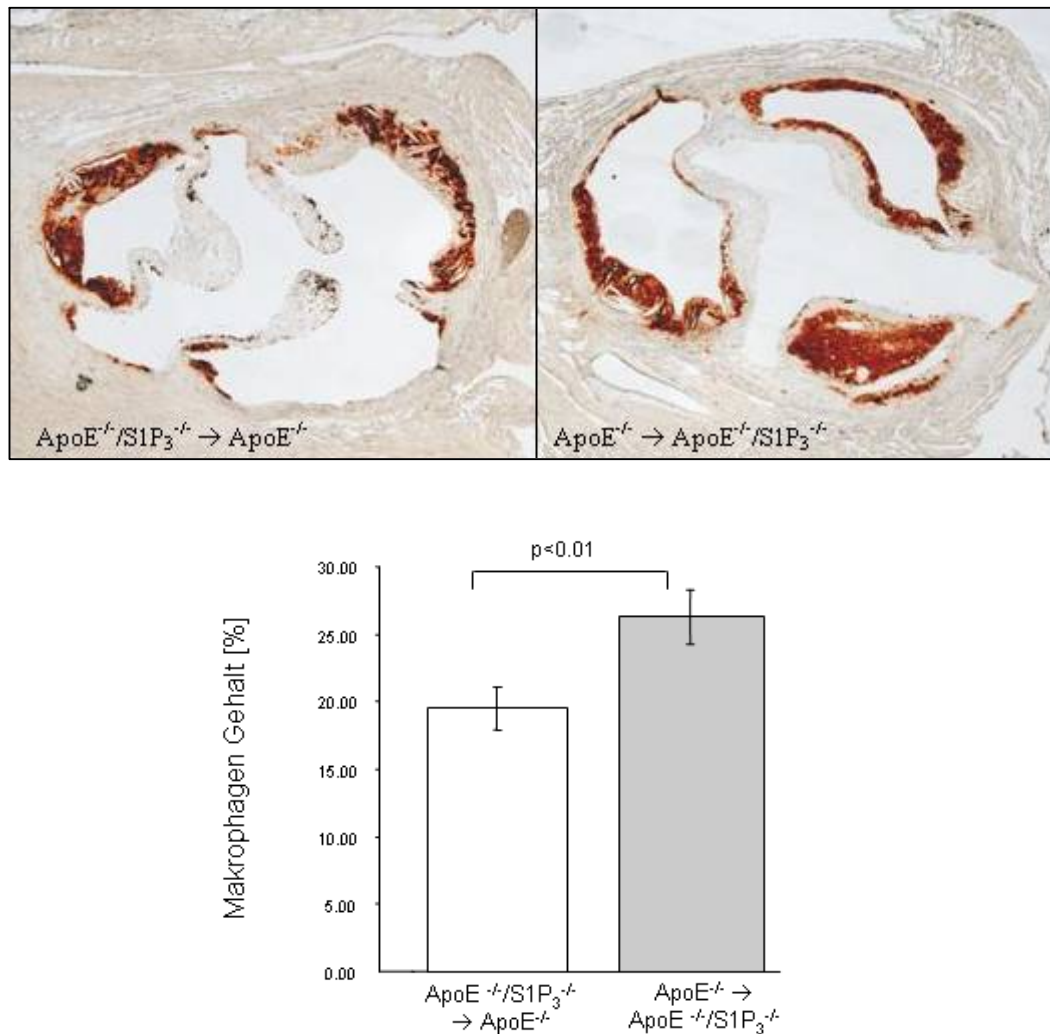 ApoE⁻/⁻/S1P₃⁻/⁻ → ApoE⁻/⁻
ApoE⁻/⁻ → ApoE⁻/⁻/S1P₃⁻/⁻
p<0.01
Makrophagen Gehalt [%]
30.00
25.00
20.00
15.00
10.00
5.00
0.00
ApoE ⁻/⁻/S1P₃⁻/⁻
→ ApoE⁻/⁻
ApoE⁻/⁻ →
ApoE ⁻/⁻/S1P₃⁻/⁻